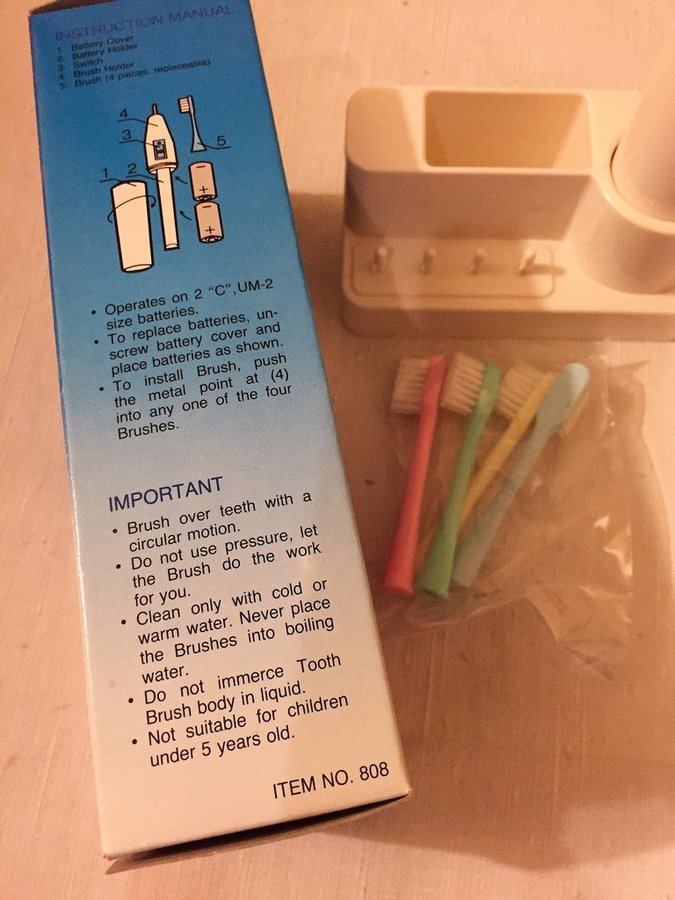 INSTRUCTION MANUAL
1. Battery Cover
2. Battery Holder
3. Switch
4. Brush Holder
5. Brush (4 pieces, replaceable)
4
3
5
1 2
−
+
−
+
• Operates on 2 "C",UM-2
size batteries.
• To replace batteries, un-
screw battery cover and
place batteries as shown.
• To install Brush, push
the metal point at (4)
into any one of the four
Brushes.
IMPORTANT
• Brush over teeth with a
circular motion.
• Do not use pressure, let
the Brush do the work
for you.
• Clean only with cold or
warm water. Never place
the Brushes into boiling
water.
• Do not immerce Tooth
Brush body in liquid.
• Not suitable for children
under 5 years old.
ITEM NO. 808